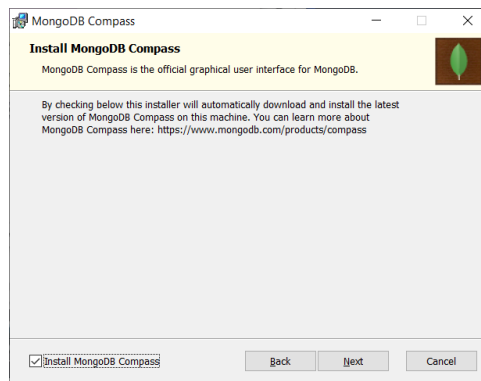 MongoDB Compass
Install MongoDB Compass
MongoDB Compass is the official graphical user interface for MongoDB.
By checking below this installer will automatically download and install the latest
version of MongoDB Compass on this machine. You can learn more about
MongoDB Compass here: https://www.mongodb.com/products/compass
Install MongoDB Compass Back Next Cancel